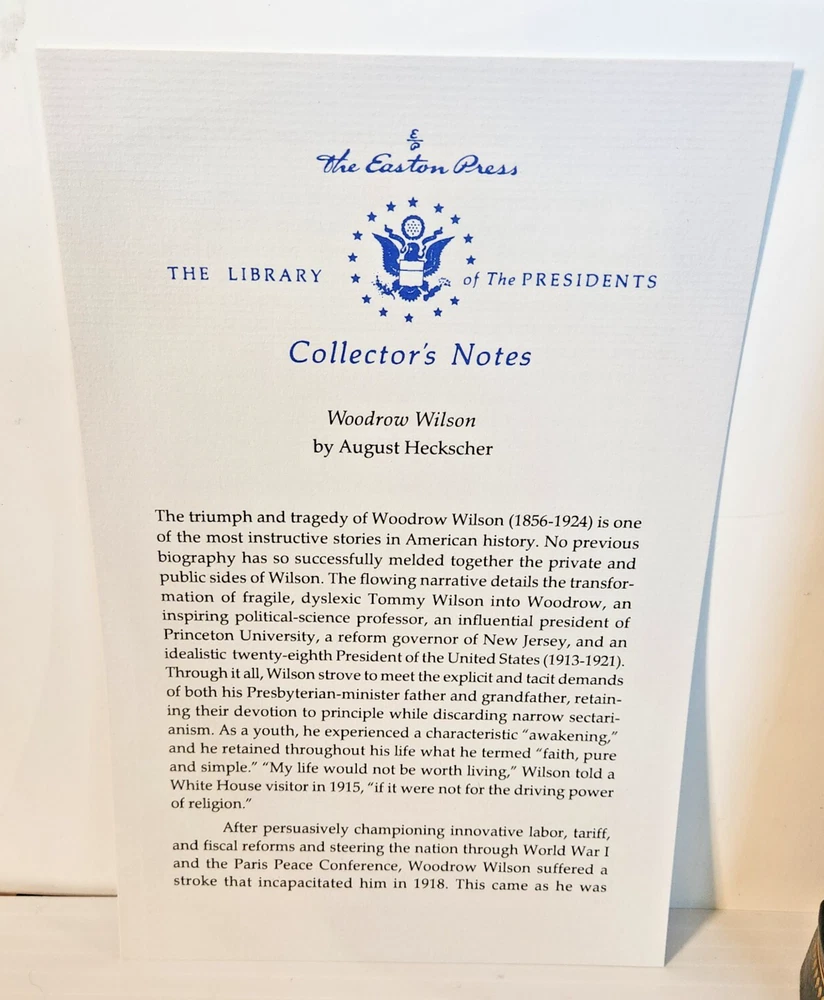 E
P
The Easton Press
THE LIBRARY of The PRESIDENTS
Collector's Notes
Woodrow Wilson
by August Heckscher
The triumph and tragedy of Woodrow Wilson (1856-1924) is one
of the most instructive stories in American history. No previous
biography has so successfully melded together the private and
public sides of Wilson. The flowing narrative details the transfor-
mation of fragile, dyslexic Tommy Wilson into Woodrow, an
inspiring political-science professor, an influential president of
Princeton University, a reform governor of New Jersey, and an
idealistic twenty-eighth President of the United States (1913-1921).
Through it all, Wilson strove to meet the explicit and tacit demands
of both his Presbyterian-minister father and grandfather, retain-
ing their devotion to principle while discarding narrow sectari-
anism. As a youth, he experienced a characteristic "awakening,"
and he retained throughout his life what he termed "faith, pure
and simple." "My life would not be worth living," Wilson told a
White House visitor in 1915, "if it were not for the driving power
of religion."
After persuasively championing innovative labor, tariff,
and fiscal reforms and steering the nation through World War I
and the Paris Peace Conference, Woodrow Wilson suffered a
stroke that incapacitated him in 1918. This came as he was